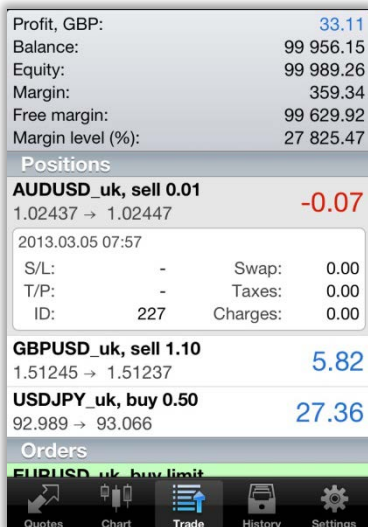 Profit, GBP: 33.11
Balance: 99 956.15
Equity: 99 989.26
Margin: 359.34
Free margin: 99 629.92
Margin level (%): 27 825.47
Positions
AUDUSD_uk, sell 0.01 -0.07
1.02437 → 1.02447
2013.03.05 07:57
S/L: - Swap: 0.00
T/P: - Taxes: 0.00
ID: 227 Charges: 0.00
GBPUSD_uk, sell 1.10 5.82
1.51245 → 1.51237
USDJPY_uk, buy 0.50 27.36
92.989 → 93.066
Orders
EURUSD_uk, buy limit
Quotes Chart Trade History Settings